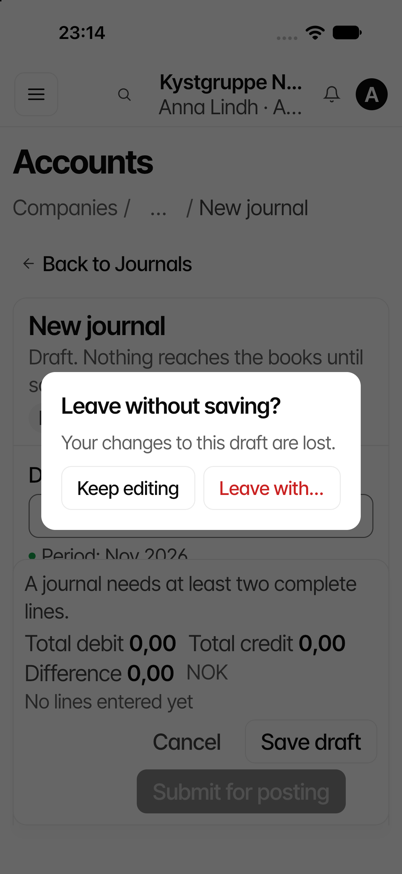 23:14
Kystgruppe N...
Anna Lindh · A...
A
Accounts
Companies / ... / New journal
← Back to Journals
New journal
Draft. Nothing reaches the books until
Leave without saving?
Your changes to this draft are lost.
Keep editing
Leave with...
Period: Nov 2026
A journal needs at least two complete
lines.
Total debit 0,00 Total credit 0,00
Difference 0,00 NOK
No lines entered yet
Cancel
Save draft
Submit for posting